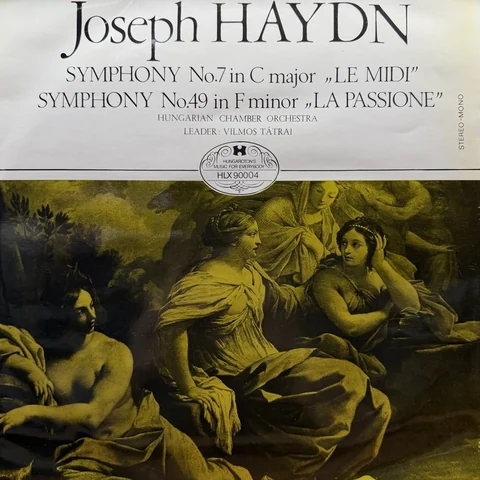 Joseph HAYDN
SYMPHONY No.7 in C major „LE MIDI”
SYMPHONY No.49 in F minor „LA PASSIONE”
HUNGARIAN CHAMBER ORCHESTRA
LEADER: VILMOS TÁTRAI
STEREO-MONO
HUNGAROTON'S
MUSIC FOR EVERYBODY
HLX 90004